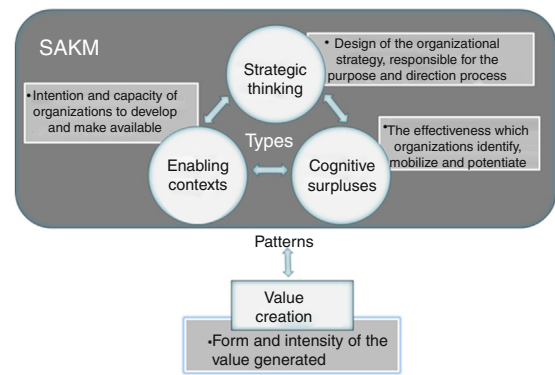 SAKM
• Design of the organizational
strategy, responsible for the
purpose and direction process
Strategic
thinking
•Intention and capacity of
organizations to develop
and make available
Types
•The effectiveness which
organizations identify,
mobilize and potentiate
Enabling
contexts
Cognitive
surpluses
Patterns
Value
creation
•Form and intensity of the
value generated